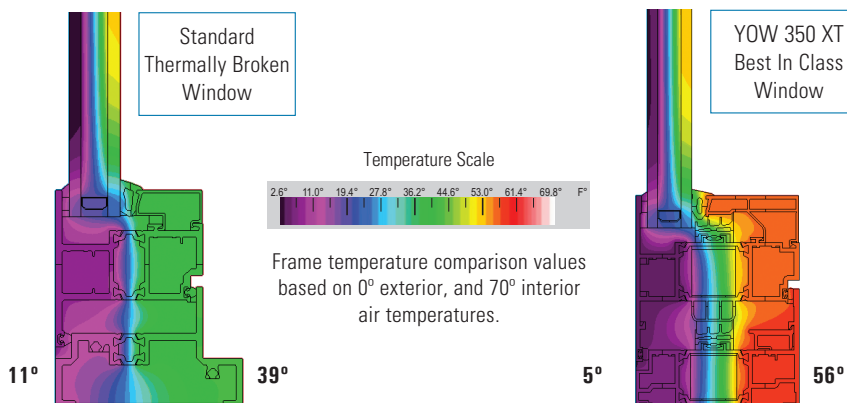 Standard
Thermally Broken
Window
YOW 350 XT
Best In Class
Window
Temperature Scale
2.6° 11.0° 19.4° 27.8° 36.2° 44.6° 53.0° 61.4° 69.8° F°
Frame temperature comparison values
based on 0° exterior, and 70° interior
air temperatures.
11° 39° 5° 56°